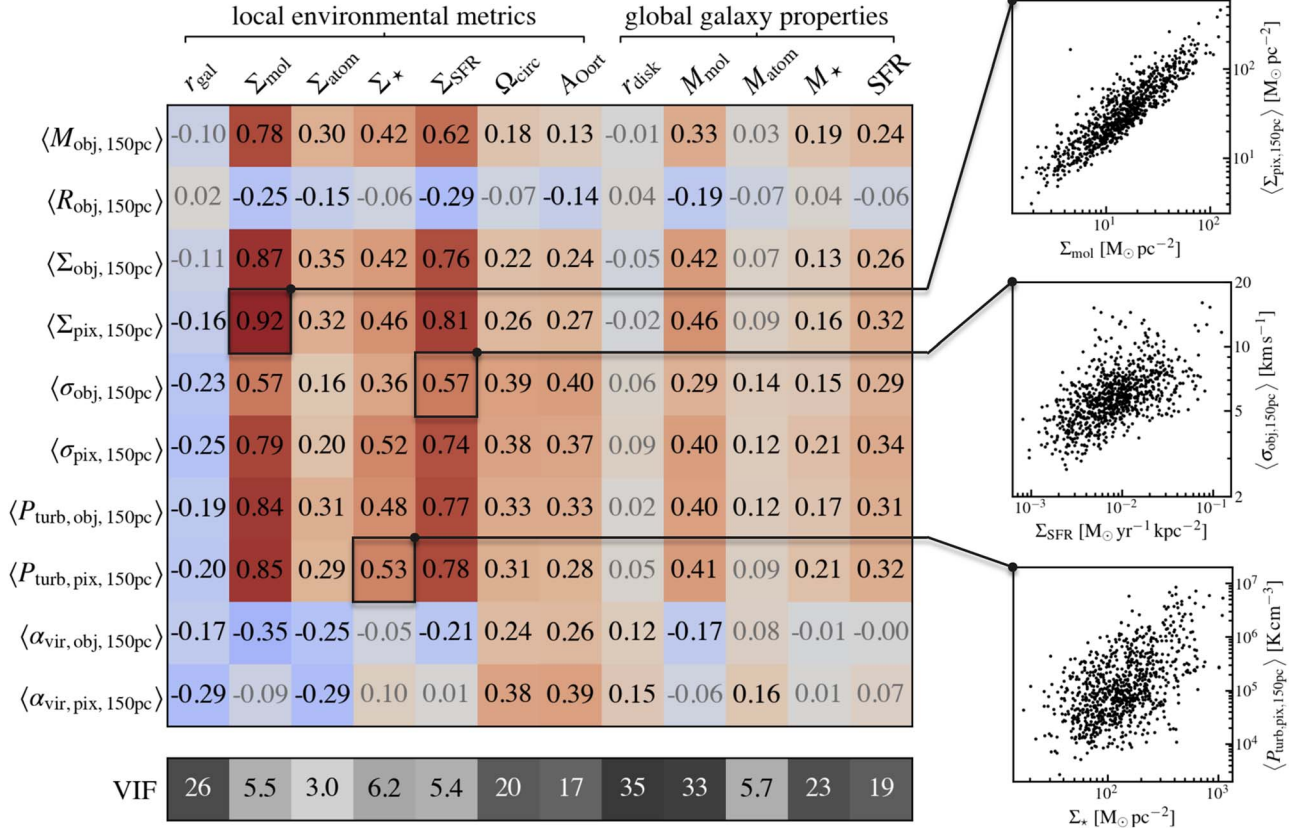 local environmental metrics global galaxy properties
r_gal Σ_mol Σ_atom Σ_⋆ Σ_SFR Ω_circ A_Oort r_disk M_mol M_atom M_⋆ SFR
⟨M_obj, 150pc⟩ -0.10 0.78 0.30 0.42 0.62 0.18 0.13 -0.01 0.33 0.03 0.19 0.24
⟨R_obj, 150pc⟩ 0.02 -0.25 -0.15 -0.06 -0.29 -0.07 -0.14 0.04 -0.19 -0.07 0.04 -0.06
⟨Σ_obj, 150pc⟩ -0.11 0.87 0.35 0.42 0.76 0.22 0.24 -0.05 0.42 0.07 0.13 0.26
⟨Σ_pix, 150pc⟩ -0.16 0.92 0.32 0.46 0.81 0.26 0.27 -0.02 0.46 0.09 0.16 0.32
⟨σ_obj, 150pc⟩ -0.23 0.57 0.16 0.36 0.57 0.39 0.40 0.06 0.29 0.14 0.15 0.29
⟨σ_pix, 150pc⟩ -0.25 0.79 0.20 0.52 0.74 0.38 0.37 0.09 0.40 0.12 0.21 0.34
⟨P_turb, obj, 150pc⟩ -0.19 0.84 0.31 0.48 0.77 0.33 0.33 0.02 0.40 0.12 0.17 0.31
⟨P_turb, pix, 150pc⟩ -0.20 0.85 0.29 0.53 0.78 0.31 0.28 0.05 0.41 0.09 0.21 0.32
⟨α_vir, obj, 150pc⟩ -0.17 -0.35 -0.25 -0.05 -0.21 0.24 0.26 0.12 -0.17 0.08 -0.01 -0.00
⟨α_vir, pix, 150pc⟩ -0.29 -0.09 -0.29 0.10 0.01 0.38 0.39 0.15 -0.06 0.16 0.01 0.07
VIF 26 5.5 3.0 6.2 5.4 20 17 35 33 5.7 23 19
10²
10¹
⟨Σ_pix,150pc⟩ [M_⊙ pc⁻²]
10¹ 10²
Σ_mol [M_⊙ pc⁻²]
20
10
5
2
⟨σ_obj,150pc⟩ [km s⁻¹]
10⁻³ 10⁻² 10⁻¹
Σ_SFR [M_⊙ yr⁻¹ kpc⁻²]
10⁷
10⁶
10⁵
10⁴
⟨P_turb,pix,150pc⟩ [K cm⁻³]
10² 10³
Σ_⋆ [M_⊙ pc⁻²]